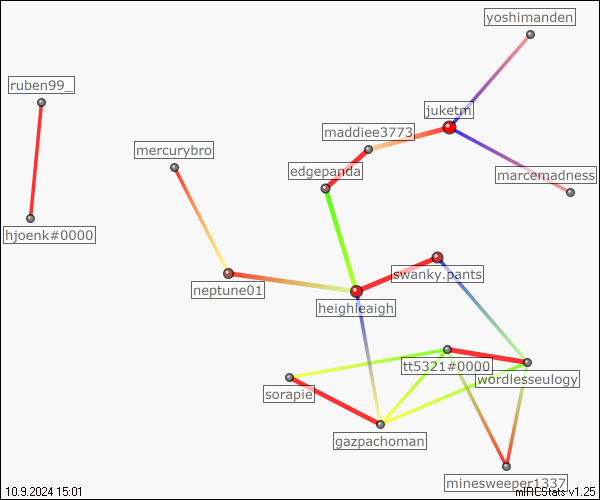 yoshimanden
ruben99_
juketm
maddiee3773
mercurybro
edgepanda
marcemadness
hjoenk#0000
swanky.pants
neptune01
heighleaigh
tt5321#0000
wordlesseulogy
sorapie
gazpachoman
minesweeper1337
10.9.2024 15:01
mIRCStats v1.25